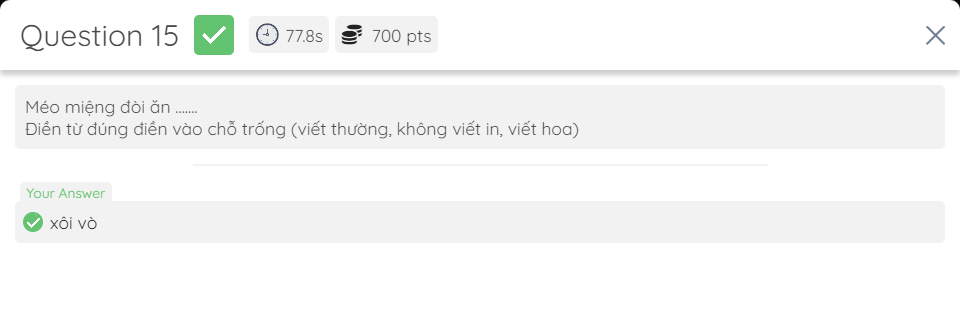 Question 15 77.8s 700 pts
Méo miệng đòi ăn .......
Điền từ đúng điền vào chỗ trống (viết thường, không viết in, viết hoa)
Your Answer
xôi vò